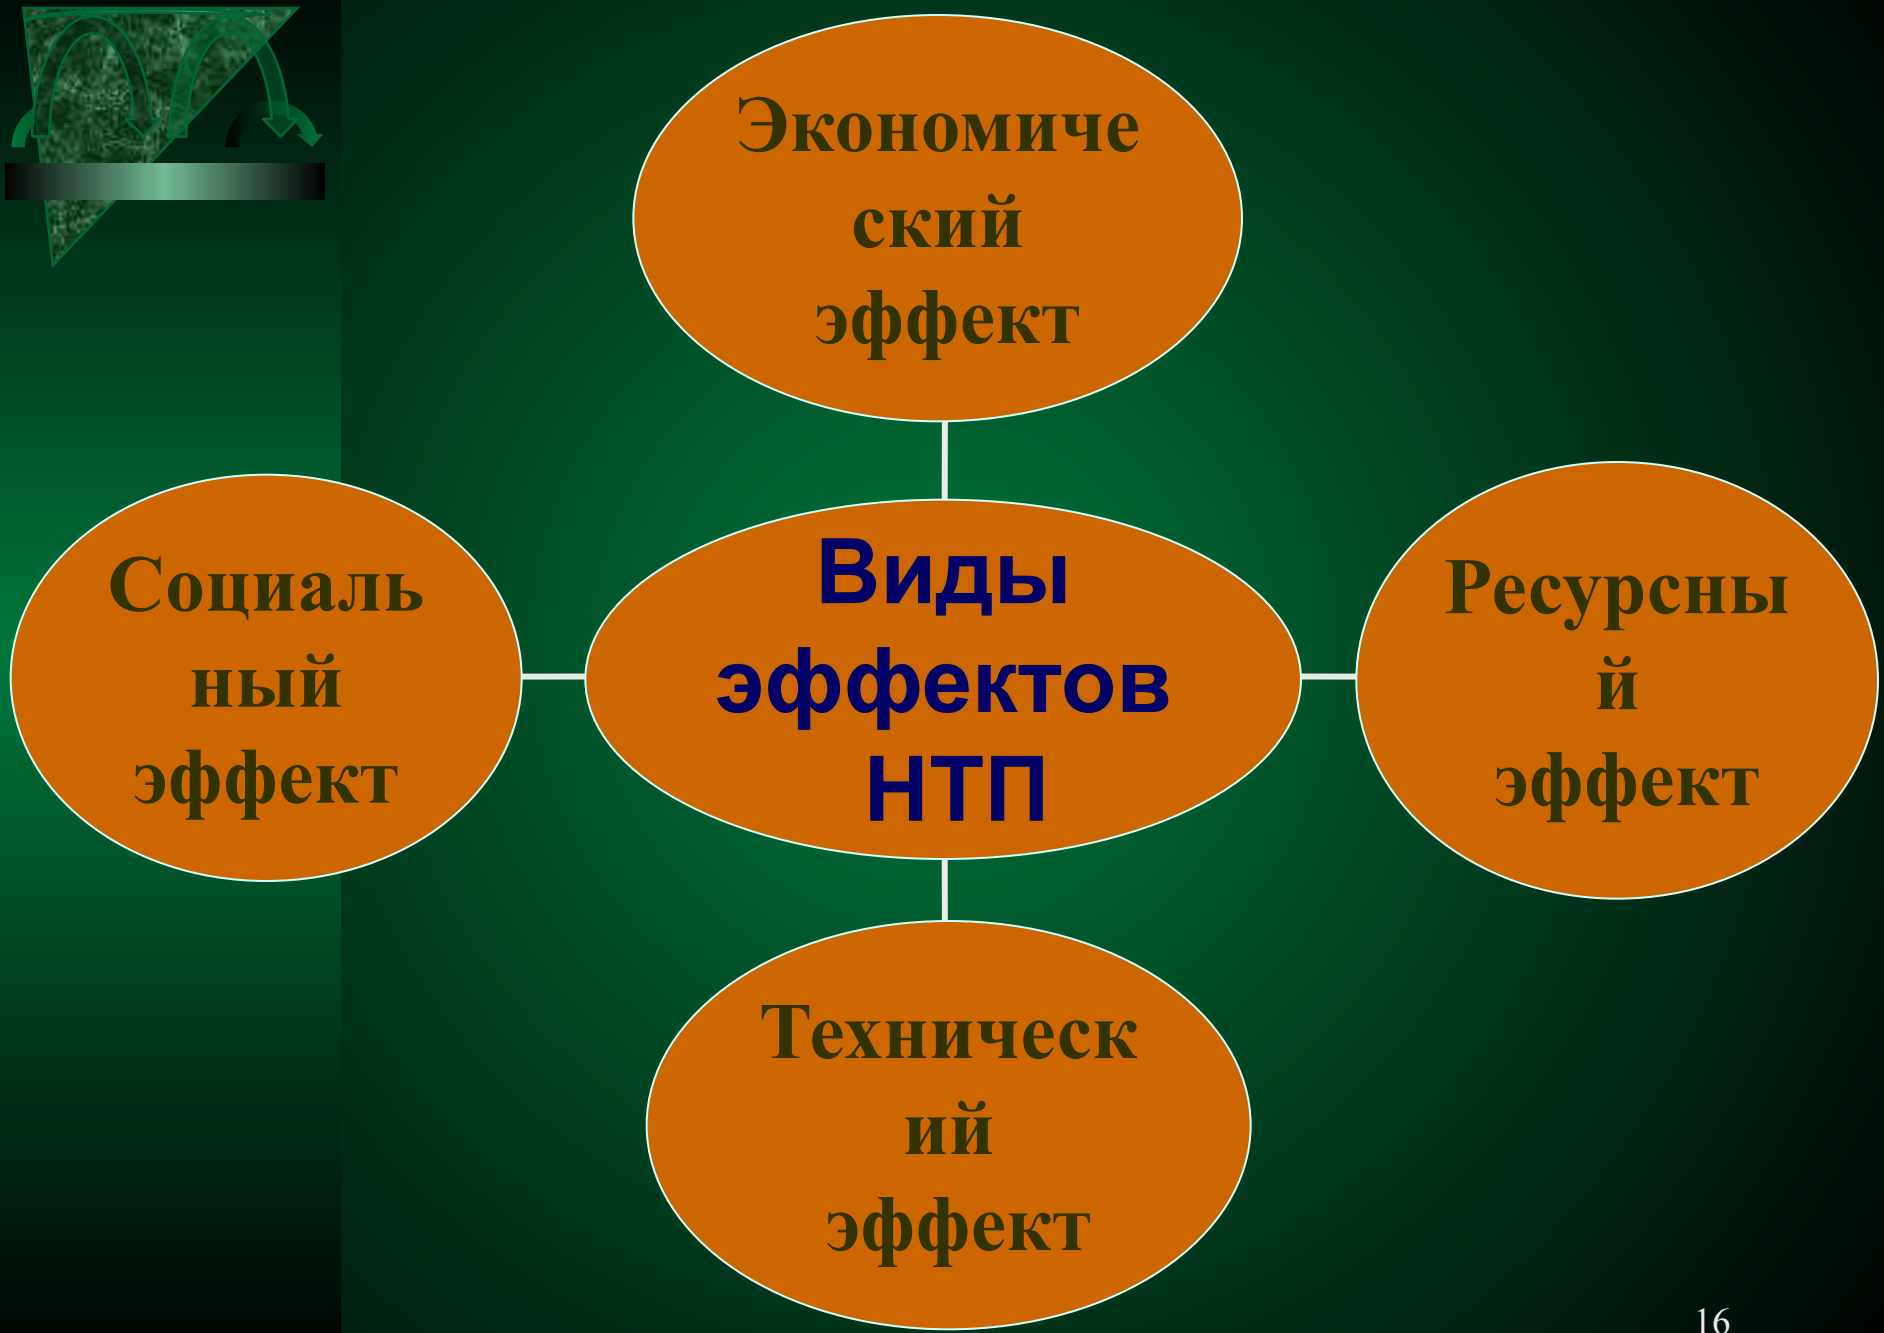 Экономиче
ский
эффект
Социаль
ный
эффект
Виды
эффектов
НТП
Ресурсны
й
эффект
Техническ
ий
эффект
16